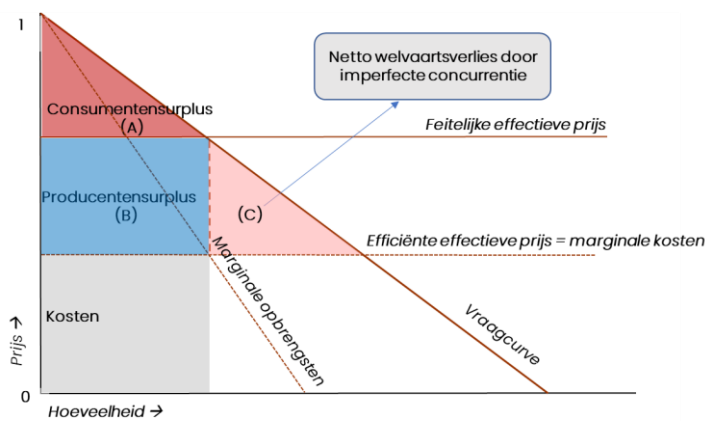 1
Netto welvaartsverlies door
imperfecte concurrentie
Consumentensurplus
(A)
Feitelijke effectieve prijs
Producentensurplus
(B)
(C)
Efficiënte effectieve prijs = marginale kosten
Marginale opbrengsten
Kosten
Vraagcurve
Prijs →
0
Hoeveelheid →